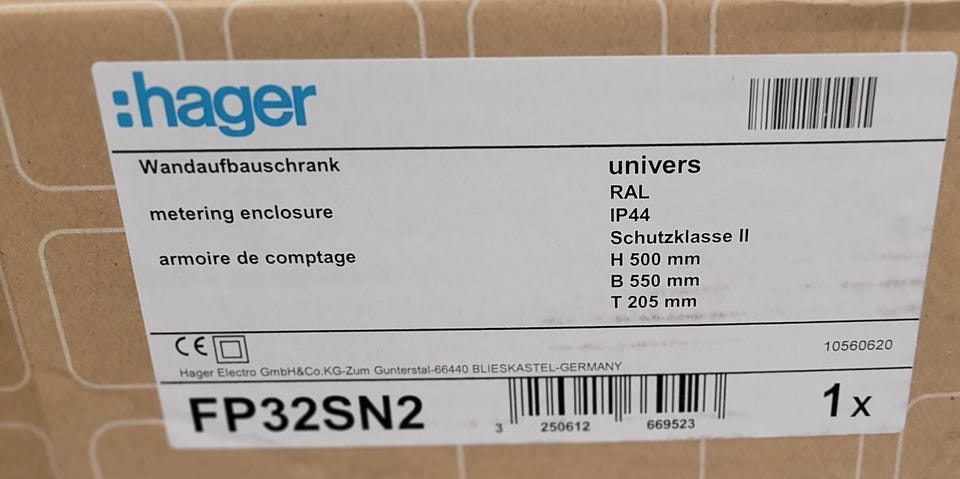 :hager
Wandaufbauschrank
metering enclosure
armoire de comptage
univers
RAL
IP44
Schutzklasse II
H 500 mm
B 550 mm
T 205 mm
CE
10560620
Hager Electro GmbH&Co.KG-Zum Gunterstal-66440 BLIESKASTEL-GERMANY
FP32SN2
3 250612 669523
1 x